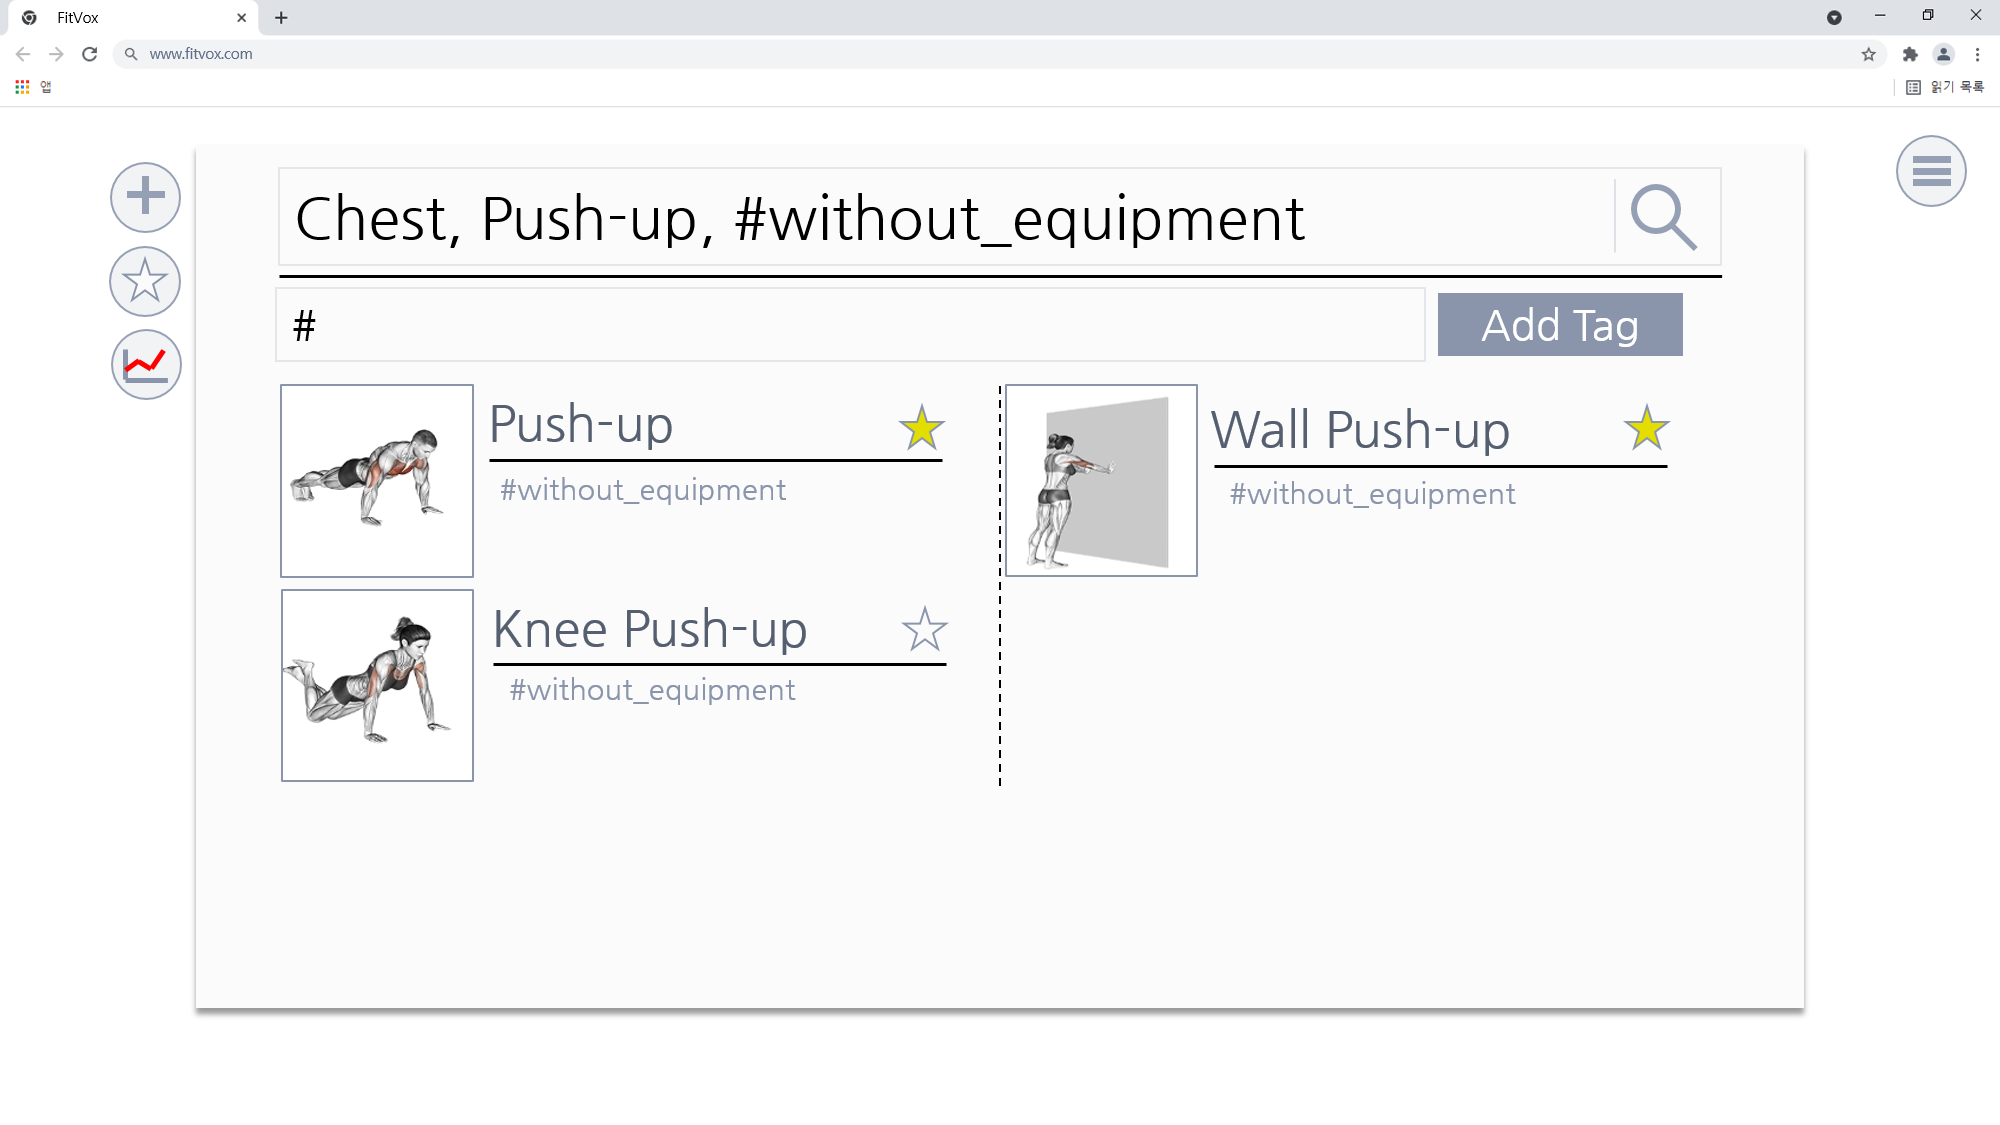 FitVox
www.fitvox.com
앱
읽기 목록
Chest, Push-up, #without_equipment
#
Add Tag
Push-up
#without_equipment
Wall Push-up
#without_equipment
Knee Push-up
#without_equipment